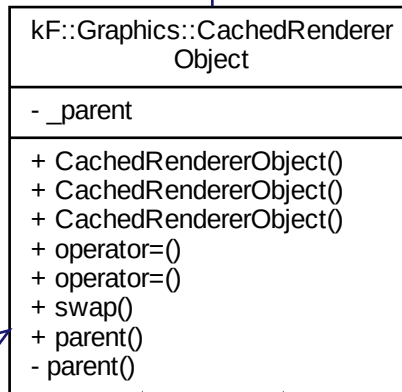 kF::Graphics::CachedRenderer
Object
- _parent
+ CachedRendererObject()
+ CachedRendererObject()
+ CachedRendererObject()
+ operator=()
+ operator=()
+ swap()
+ parent()
- parent()